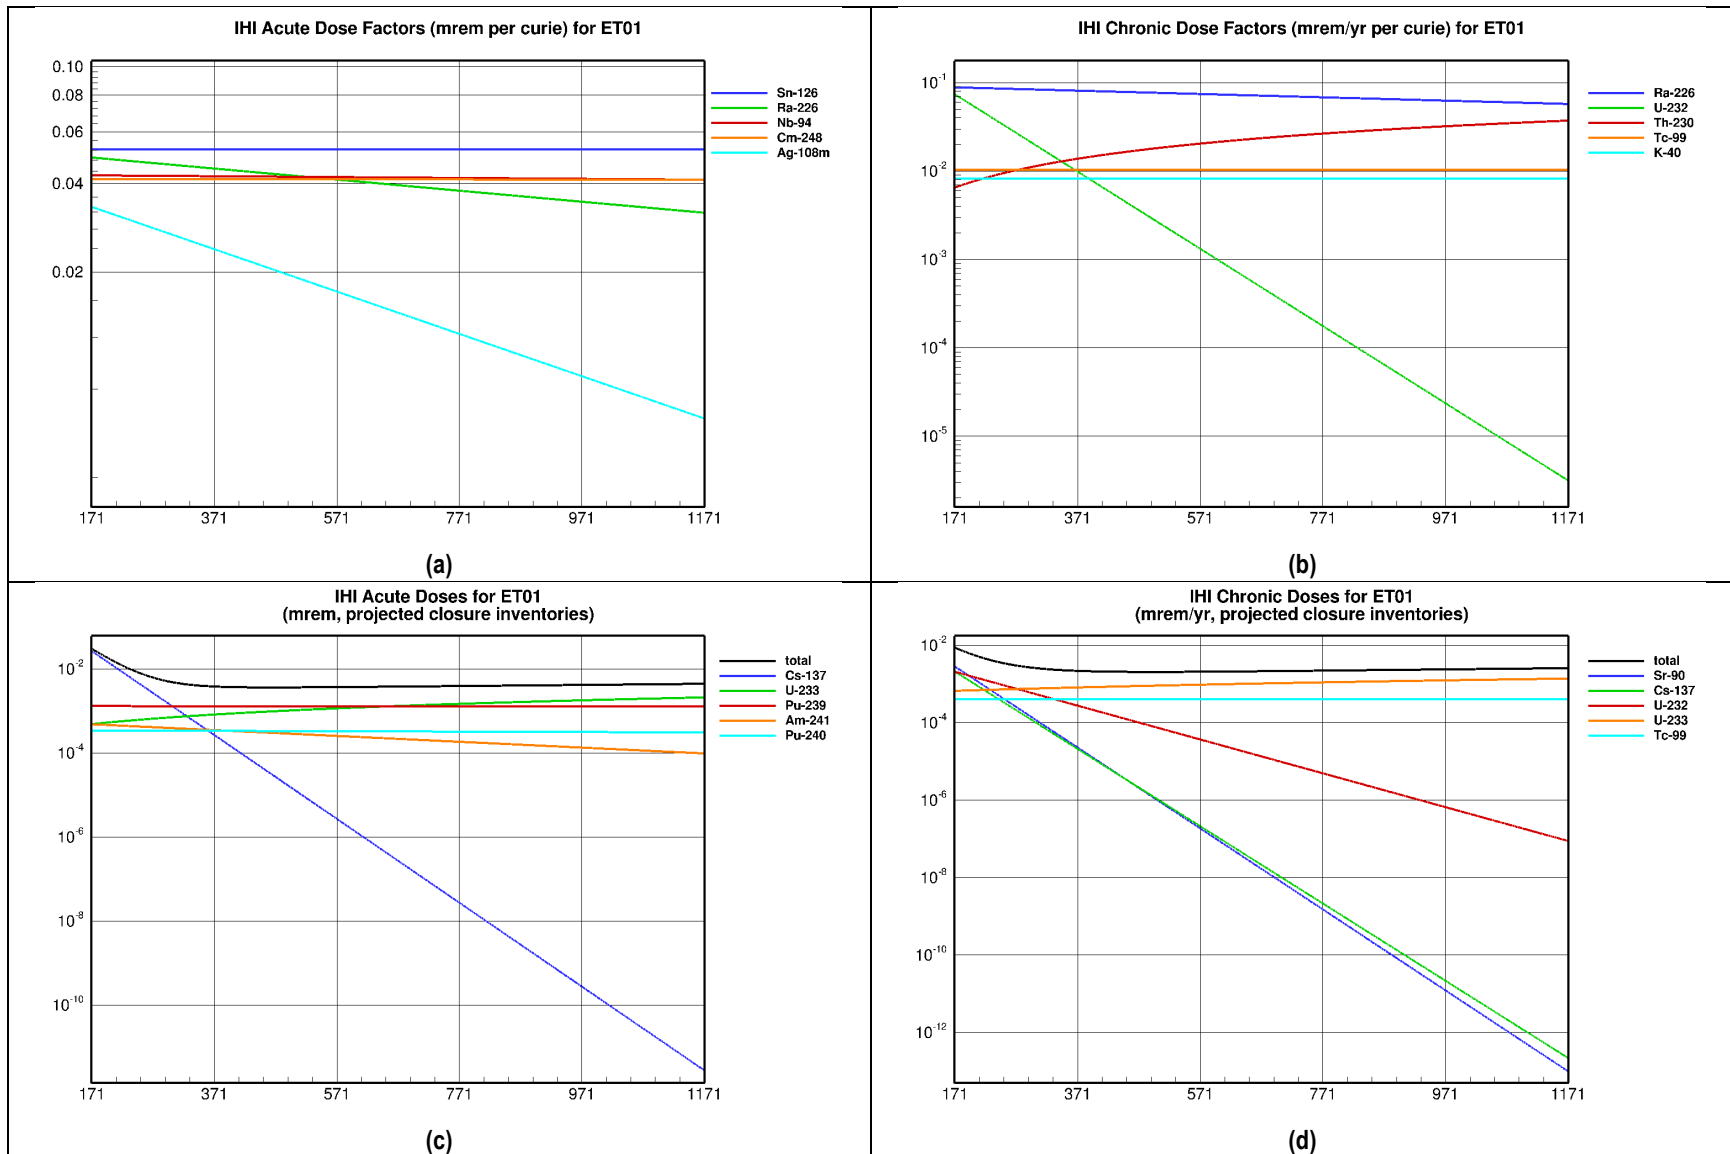 IHI Acute Dose Factors (mrem per curie) for ET01
0.10
0.08
0.06
0.04
0.02
171 371 571 771 971 1171
Sn-126
Ra-226
Nb-94
Cm-248
Ag-108m
(a)
IHI Chronic Dose Factors (mrem/yr per curie) for ET01
10⁻¹
10⁻²
10⁻³
10⁻⁴
10⁻⁵
171 371 571 771 971 1171
Ra-226
U-232
Th-230
Tc-99
K-40
(b)
IHI Acute Doses for ET01
(mrem, projected closure inventories)
10⁻²
10⁻⁴
10⁻⁶
10⁻⁸
10⁻¹⁰
171 371 571 771 971 1171
total
Cs-137
U-233
Pu-239
Am-241
Pu-240
(c)
IHI Chronic Doses for ET01
(mrem/yr, projected closure inventories)
10⁻²
10⁻⁴
10⁻⁶
10⁻⁸
10⁻¹⁰
10⁻¹²
171 371 571 771 971 1171
total
Sr-90
Cs-137
U-232
U-233
Tc-99
(d)